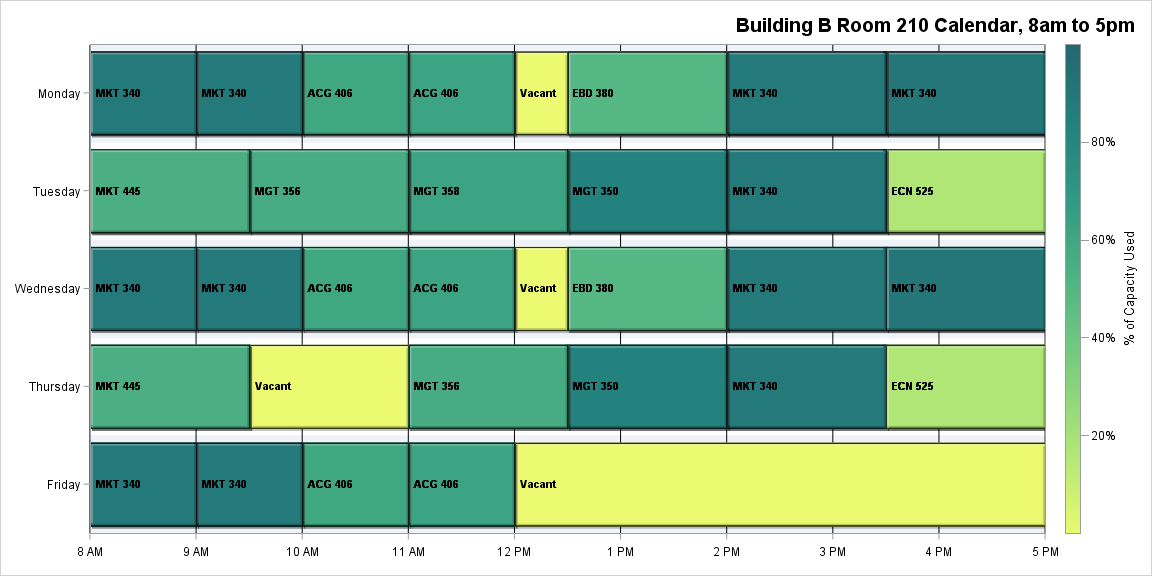 Building B Room 210 Calendar, 8am to 5pm
Monday
MKT 340
MKT 340
ACG 406
ACG 406
Vacant
EBD 380
MKT 340
MKT 340
Tuesday
MKT 445
MGT 356
MGT 358
MGT 350
MKT 340
ECN 525
Wednesday
MKT 340
MKT 340
ACG 406
ACG 406
Vacant
EBD 380
MKT 340
MKT 340
Thursday
MKT 445
Vacant
MGT 356
MGT 350
MKT 340
ECN 525
Friday
MKT 340
MKT 340
ACG 406
ACG 406
Vacant
8 AM
9 AM
10 AM
11 AM
12 PM
1 PM
2 PM
3 PM
4 PM
5 PM
80%
60%
40%
20%
% of Capacity Used